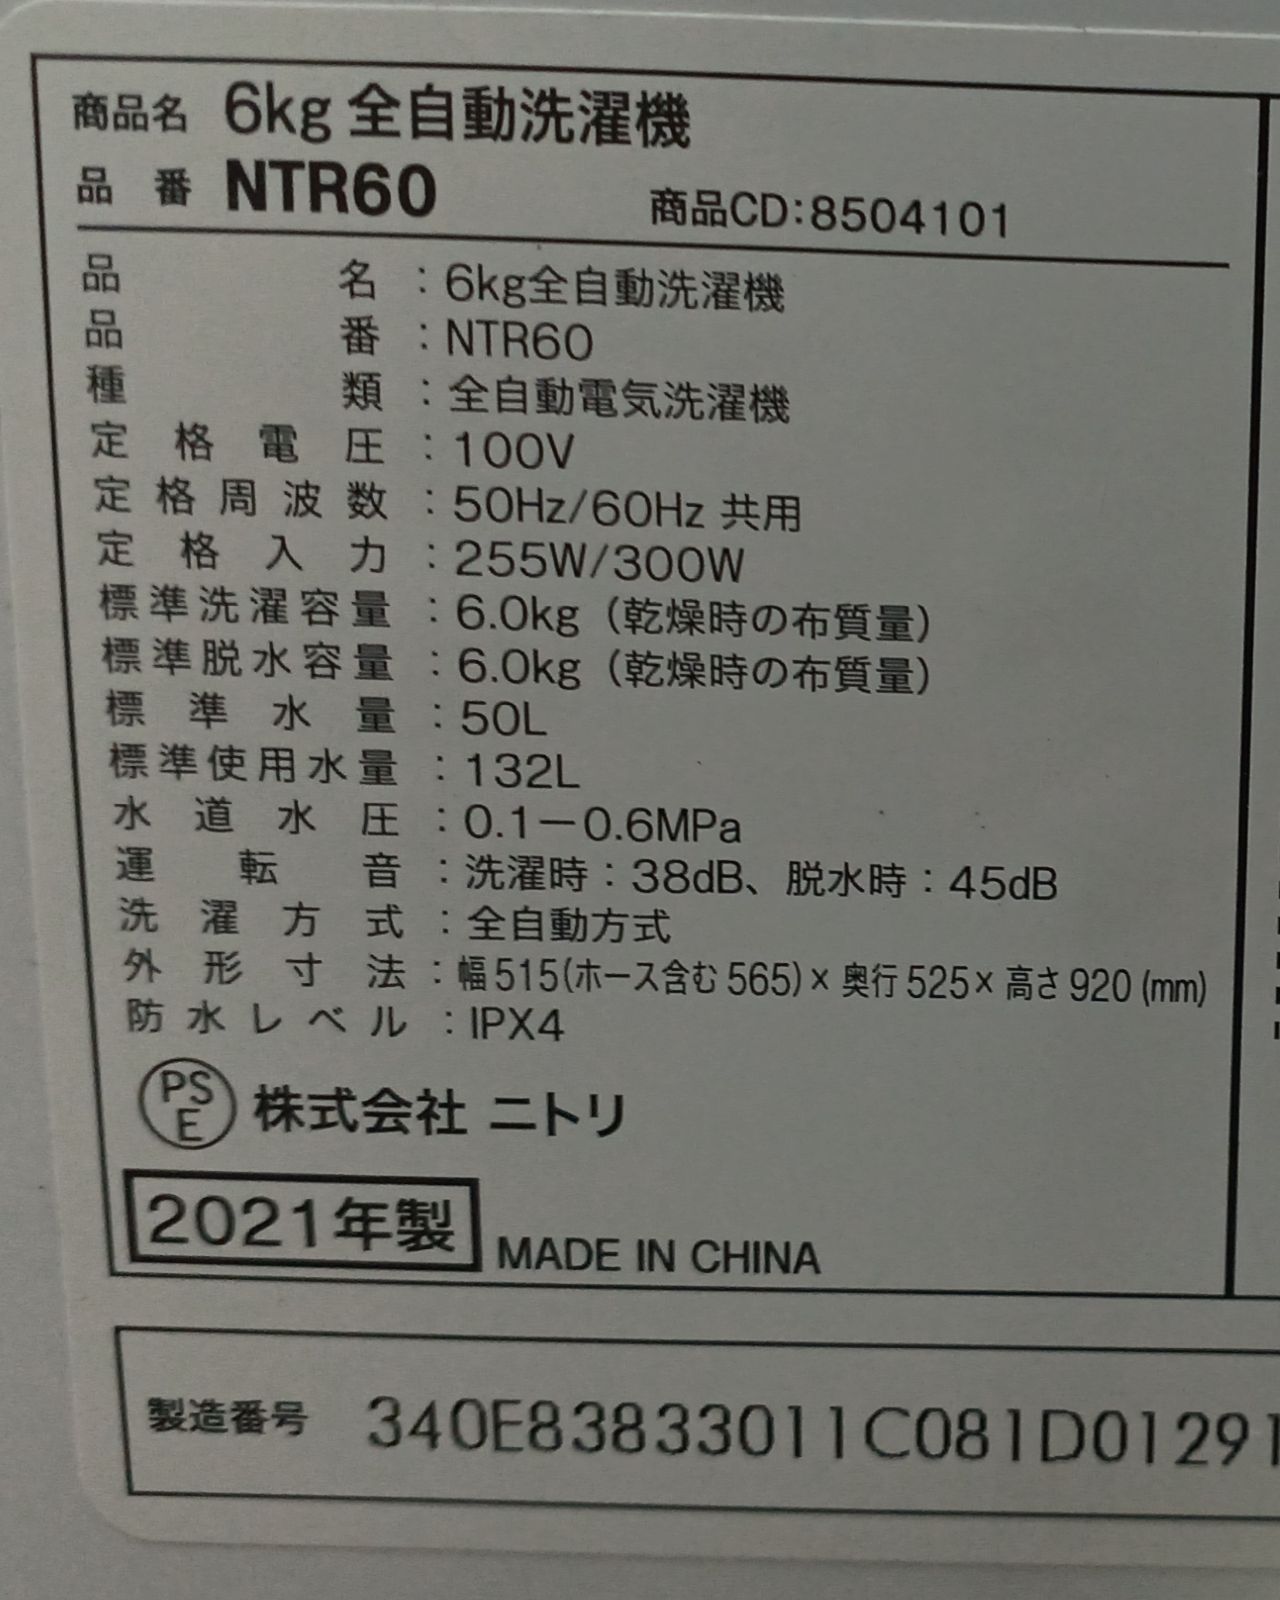 商品名 6kg 全自動洗濯機
品番 NTR60 商品CD:8504101
品名:6kg全自動洗濯機
品番:NTR60
種類:全自動電気洗濯機
定格電圧:100V
定格周波数:50Hz/60Hz 共用
定格入力:255W/300W
標準洗濯容量:6.0kg(乾燥時の布質量)
標準脱水容量:6.0kg(乾燥時の布質量)
標準水量:50L
標準使用水量:132L
水道水圧:0.1−0.6MPa
運転音:洗濯時:38dB、脱水時:45dB
洗濯方式:全自動方式
外形寸法:幅515(ホース含む565)×奥行525×高さ920(mm)
防水レベル:IPX4
PSE 株式会社 ニトリ
2021年製 MADE IN CHINA
製造番号 340E83833011C081D01291